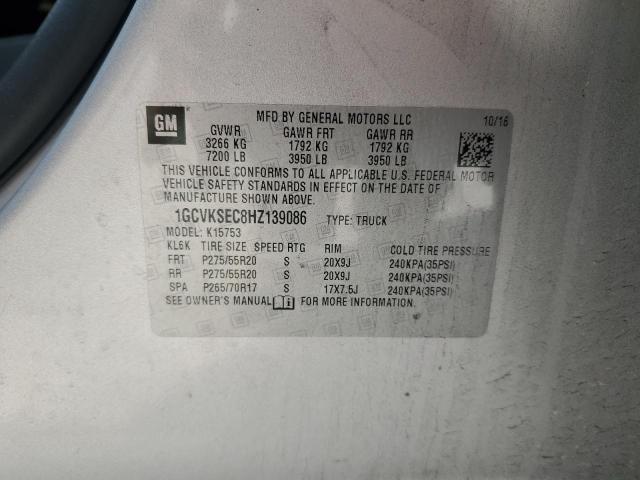 GM
MFD BY GENERAL MOTORS LLC 10/16
GVWR GAWR FRT GAWR RR
3266 KG 1792 KG 1792 KG
7200 LB 3950 LB 3950 LB
THIS VEHICLE CONFORMS TO ALL APPLICABLE U.S. FEDERAL MOTOR
VEHICLE SAFETY STANDARDS IN EFFECT ON THE DATE OF
MANUFACTURE SHOWN ABOVE.
1GCVKSEC8HZ139086 TYPE: TRUCK
MODEL: K15753
KL6K TIRE SIZE SPEED RTG RIM COLD TIRE PRESSURE
FRT P275/55R20 S 20X9J 240KPA(35PSI)
RR P275/55R20 S 20X9J 240KPA(35PSI)
SPA P265/70R17 S 17X7.5J 240KPA(35PSI)
SEE OWNER'S MANUAL FOR MORE INFORMATION.